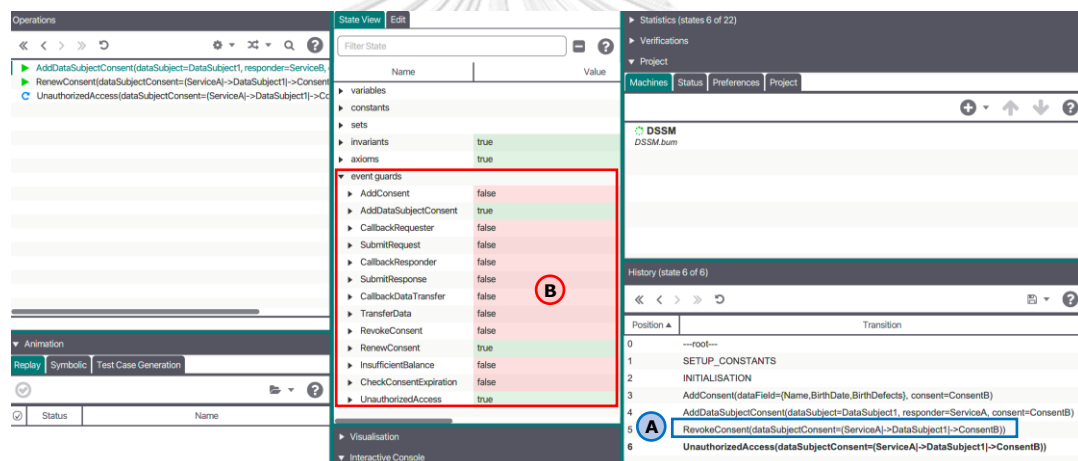 Operations
AddDataSubjectConsent(dataSubject=DataSubject1, responder=ServiceB,
RenewConsent(dataSubjectConsent=(ServiceA|->DataSubject1|->Consent
UnauthorizedAccess(dataSubjectConsent=(ServiceA|->DataSubject1|->Co
Animation
Replay Symbolic Test Case Generation
Status Name
State View Edit
Filter State
Name Value
variables
constants
sets
invariants true
axioms true
event guards
AddConsent false
AddDataSubjectConsent true
CallbackRequester false
SubmitRequest false
CallbackResponder false
SubmitResponse false
CallbackDataTransfer false
TransferData false
RevokeConsent false
RenewConsent true
InsufficientBalance false
CheckConsentExpiration false
UnauthorizedAccess true
B
Visualisation
Interactive Console
Statistics (states 6 of 22)
Verifications
Project
Machines Status Preferences Project
DSSM
DSSM.bum
History (state 6 of 6)
Position Transition
0 ---root---
1 SETUP_CONSTANTS
2 INITIALISATION
3 AddConsent(dataField={Name,BirthDate,BirthDefects}, consent=ConsentB)
4 AddDataSubjectConsent(dataSubject=DataSubject1, responder=ServiceA, consent=ConsentB)
A
5 RevokeConsent(dataSubjectConsent=(ServiceA|->DataSubject1|->ConsentB))
6 UnauthorizedAccess(dataSubjectConsent=(ServiceA|->DataSubject1|->ConsentB))